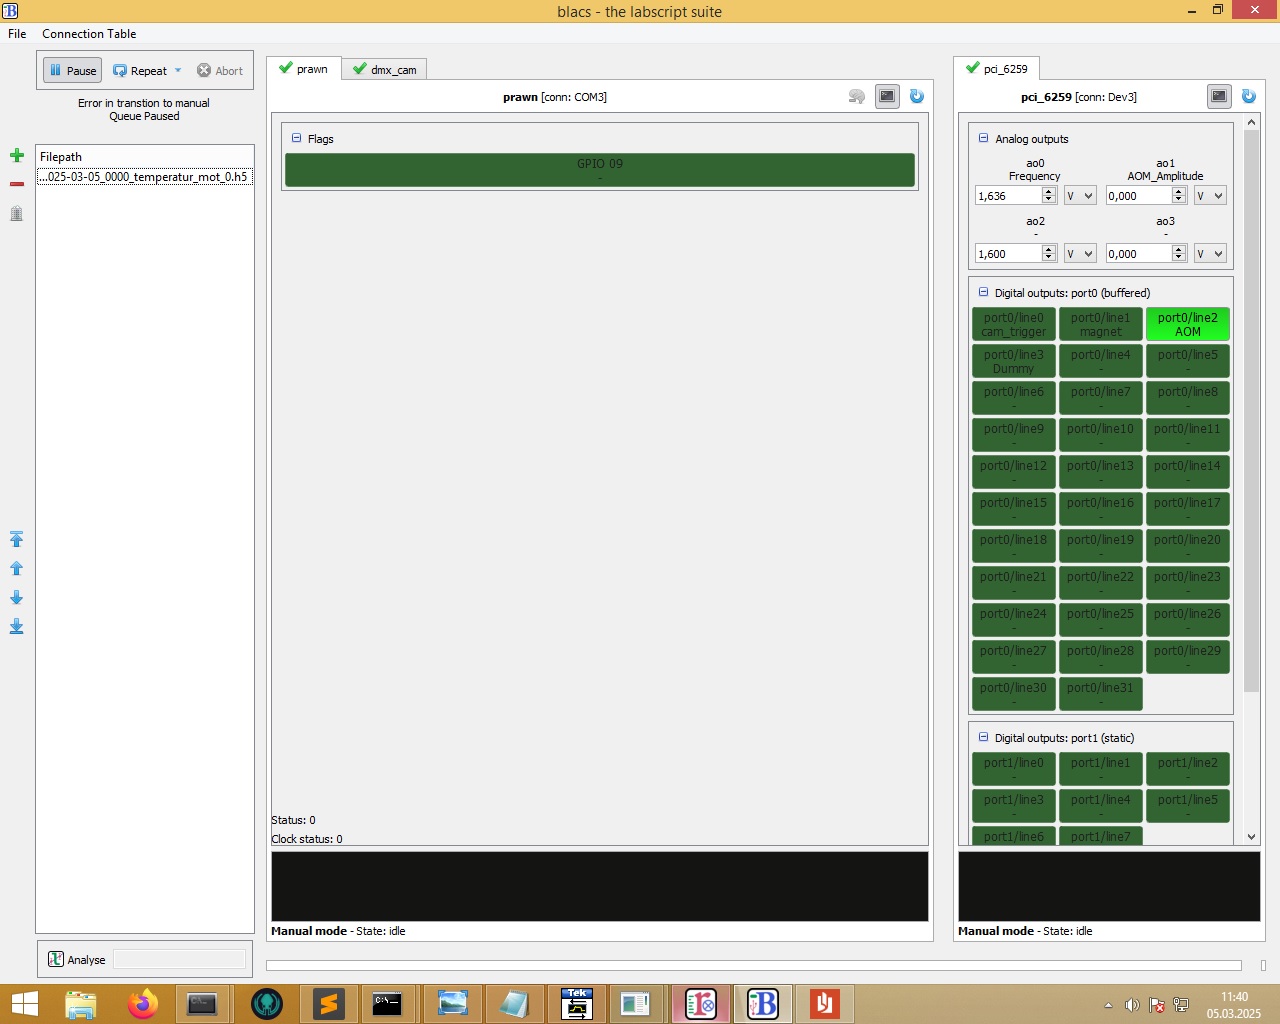 blacs - the labscript suite
File Connection Table
Pause Repeat Abort
Error in transtion to manual
Queue Paused
Filepath
...025-03-05_0000_temperatur_mot_0.h5
Analyse
prawn dmx_cam
prawn [conn: COM3]
Flags
GPIO 09
-
Status: 0
Clock status: 0
Manual mode - State: idle
pci_6259
pci_6259 [conn: Dev3]
Analog outputs
ao0 ao1
Frequency AOM_Amplitude
1,636 V 0,000 V
ao2 ao3
- -
1,600 V 0,000 V
Digital outputs: port0 (buffered)
port0/line0 port0/line1 port0/line2
cam_trigger magnet AOM
port0/line3 port0/line4 port0/line5
Dummy - -
port0/line6 port0/line7 port0/line8
- - -
port0/line9 port0/line10 port0/line11
- - -
port0/line12 port0/line13 port0/line14
- - -
port0/line15 port0/line16 port0/line17
- - -
port0/line18 port0/line19 port0/line20
- - -
port0/line21 port0/line22 port0/line23
- - -
port0/line24 port0/line25 port0/line26
- - -
port0/line27 port0/line28 port0/line29
- - -
port0/line30 port0/line31
- -
Digital outputs: port1 (static)
port1/line0 port1/line1 port1/line2
- - -
port1/line3 port1/line4 port1/line5
- - -
port1/line6 port1/line7
Manual mode - State: idle
C:\_
Tek
11:40
05.03.2025